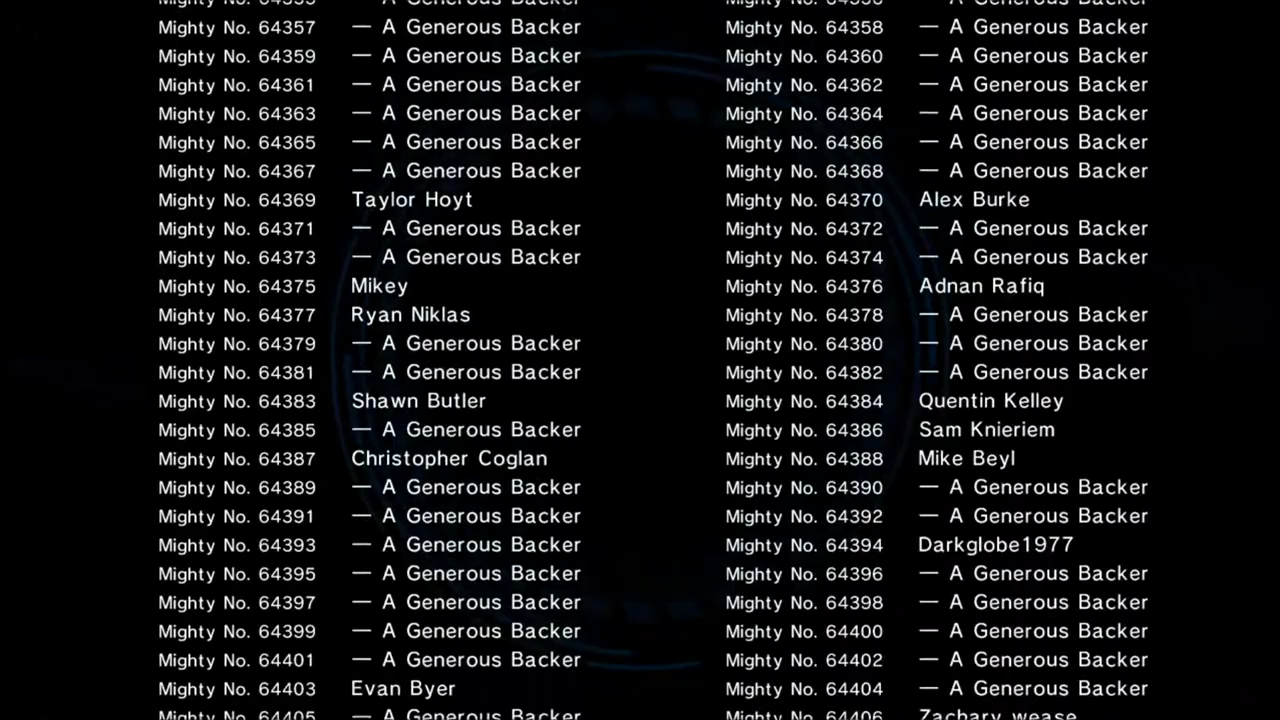 Mighty No. 64357 — A Generous Backer Mighty No. 64358 — A Generous Backer
Mighty No. 64359 — A Generous Backer Mighty No. 64360 — A Generous Backer
Mighty No. 64361 — A Generous Backer Mighty No. 64362 — A Generous Backer
Mighty No. 64363 — A Generous Backer Mighty No. 64364 — A Generous Backer
Mighty No. 64365 — A Generous Backer Mighty No. 64366 — A Generous Backer
Mighty No. 64367 — A Generous Backer Mighty No. 64368 — A Generous Backer
Mighty No. 64369 Taylor Hoyt Mighty No. 64370 Alex Burke
Mighty No. 64371 — A Generous Backer Mighty No. 64372 — A Generous Backer
Mighty No. 64373 — A Generous Backer Mighty No. 64374 — A Generous Backer
Mighty No. 64375 Mikey Mighty No. 64376 Adnan Rafiq
Mighty No. 64377 Ryan Niklas Mighty No. 64378 — A Generous Backer
Mighty No. 64379 — A Generous Backer Mighty No. 64380 — A Generous Backer
Mighty No. 64381 — A Generous Backer Mighty No. 64382 — A Generous Backer
Mighty No. 64383 Shawn Butler Mighty No. 64384 Quentin Kelley
Mighty No. 64385 — A Generous Backer Mighty No. 64386 Sam Knieriem
Mighty No. 64387 Christopher Coglan Mighty No. 64388 Mike Beyl
Mighty No. 64389 — A Generous Backer Mighty No. 64390 — A Generous Backer
Mighty No. 64391 — A Generous Backer Mighty No. 64392 — A Generous Backer
Mighty No. 64393 — A Generous Backer Mighty No. 64394 Darkglobe1977
Mighty No. 64395 — A Generous Backer Mighty No. 64396 — A Generous Backer
Mighty No. 64397 — A Generous Backer Mighty No. 64398 — A Generous Backer
Mighty No. 64399 — A Generous Backer Mighty No. 64400 — A Generous Backer
Mighty No. 64401 — A Generous Backer Mighty No. 64402 — A Generous Backer
Mighty No. 64403 Evan Byer Mighty No. 64404 — A Generous Backer
Mighty No. 64405 — A Generous Backer Mighty No. 64406 Zachary wease